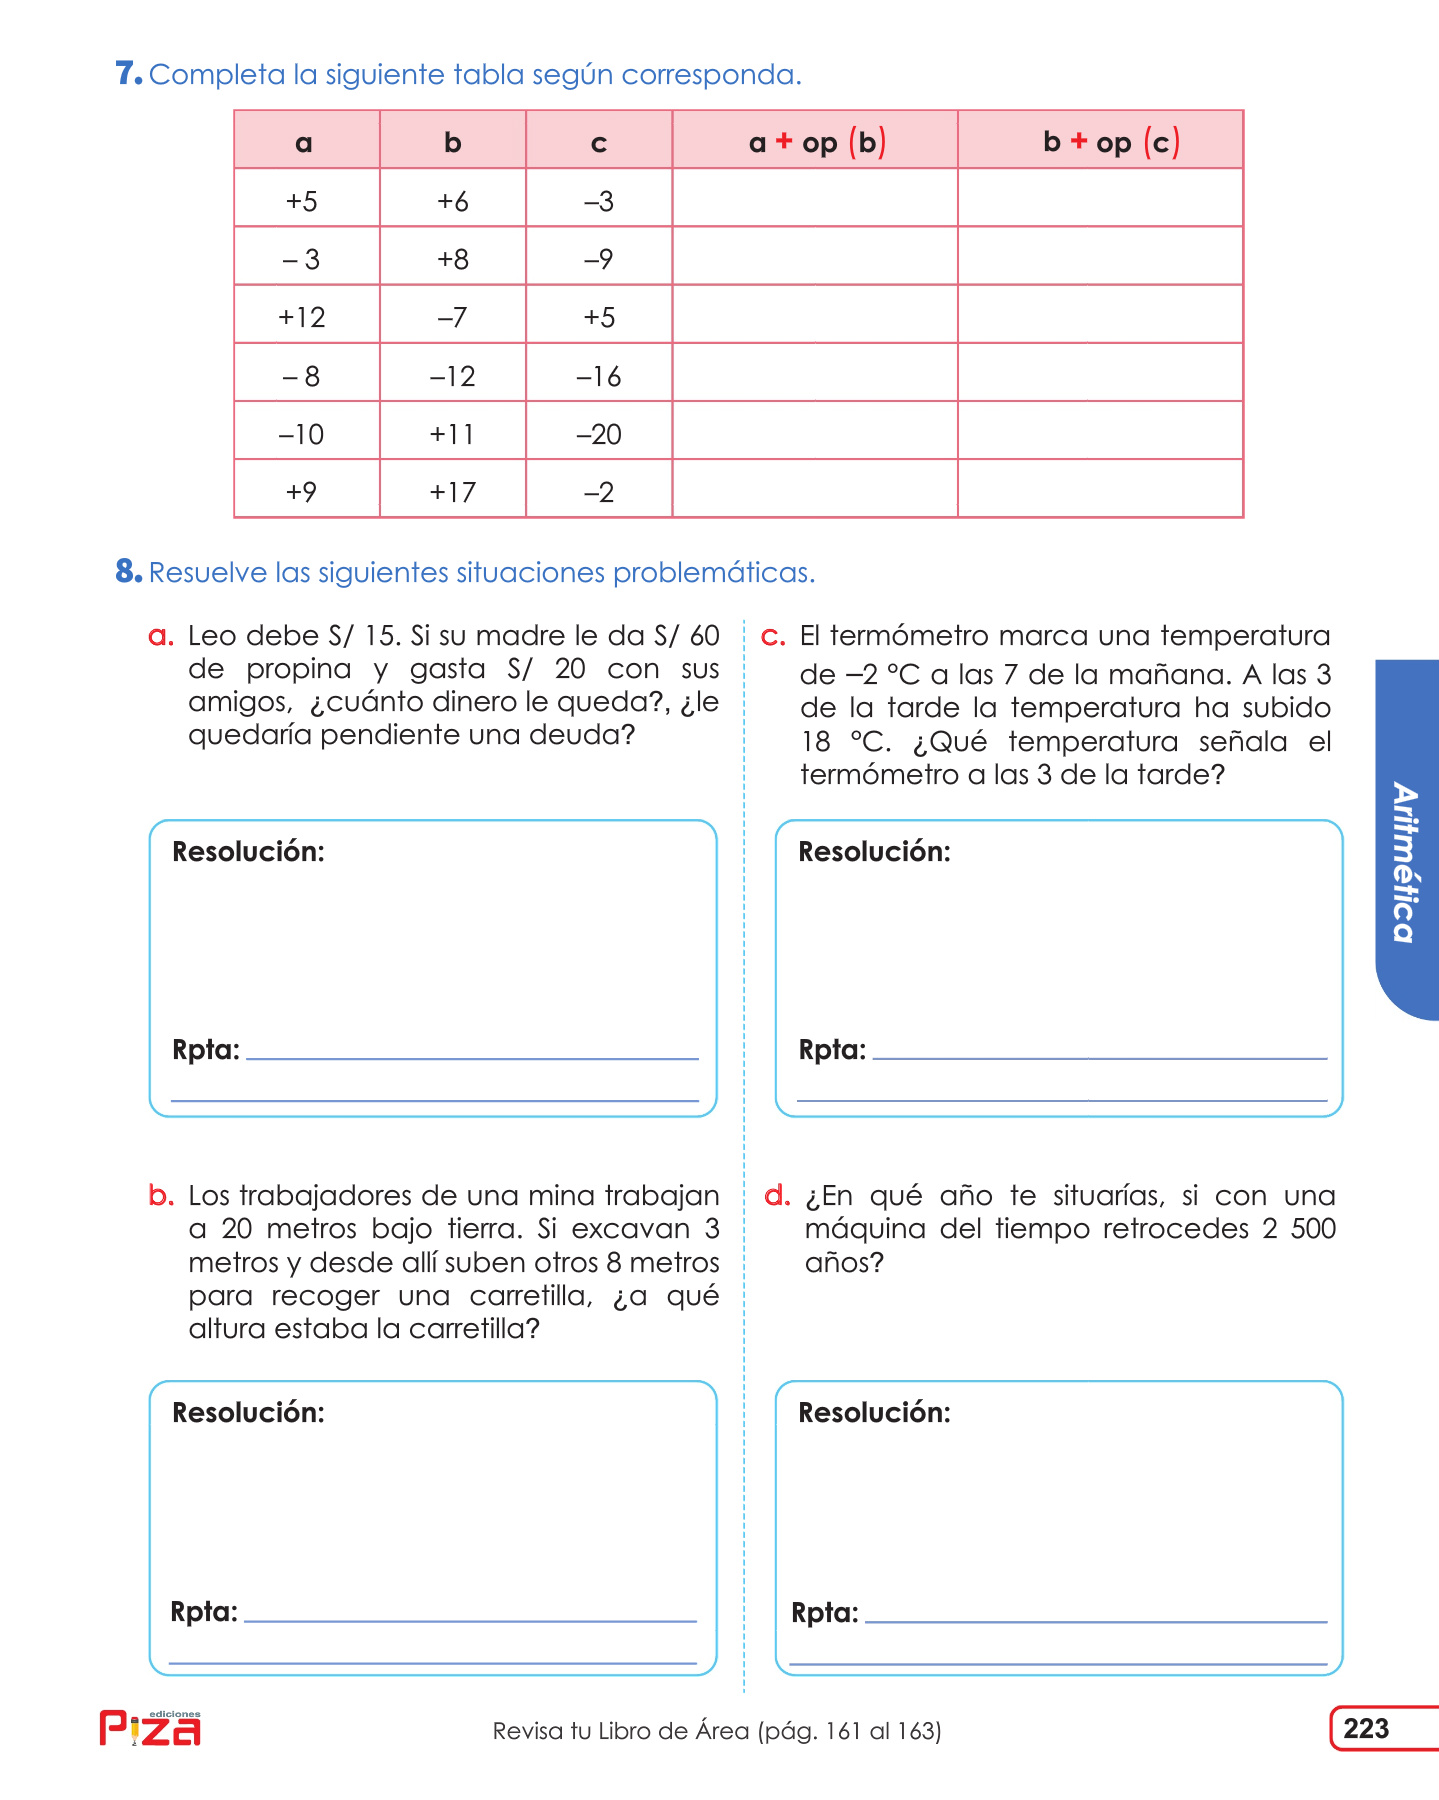 7. Completa la siguiente tabla según corresponda.
a b c a + op (b) b + op (c)
+5 +6 –3
– 3 +8 –9
+12 –7 +5
– 8 –12 –16
–10 +11 –20
+9 +17 –2
8. Resuelve las siguientes situaciones problemáticas.
a. Leo debe S/ 15. Si su madre le da S/ 60
de propina y gasta S/ 20 con sus
amigos, ¿cuánto dinero le queda?, ¿le
quedaría pendiente una deuda?
Resolución:
Rpta:
b. Los trabajadores de una mina trabajan
a 20 metros bajo tierra. Si excavan 3
metros y desde allí suben otros 8 metros
para recoger una carretilla, ¿a qué
altura estaba la carretilla?
Resolución:
Rpta:
c. El termómetro marca una temperatura
de –2 °C a las 7 de la mañana. A las 3
de la tarde la temperatura ha subido
18 °C. ¿Qué temperatura señala el
termómetro a las 3 de la tarde?
Resolución:
Rpta:
d. ¿En qué año te situarías, si con una
máquina del tiempo retrocedes 2 500
años?
Resolución:
Rpta:
Aritmética
ediciones
Piza
Revisa tu Libro de Área (pág. 161 al 163)
223